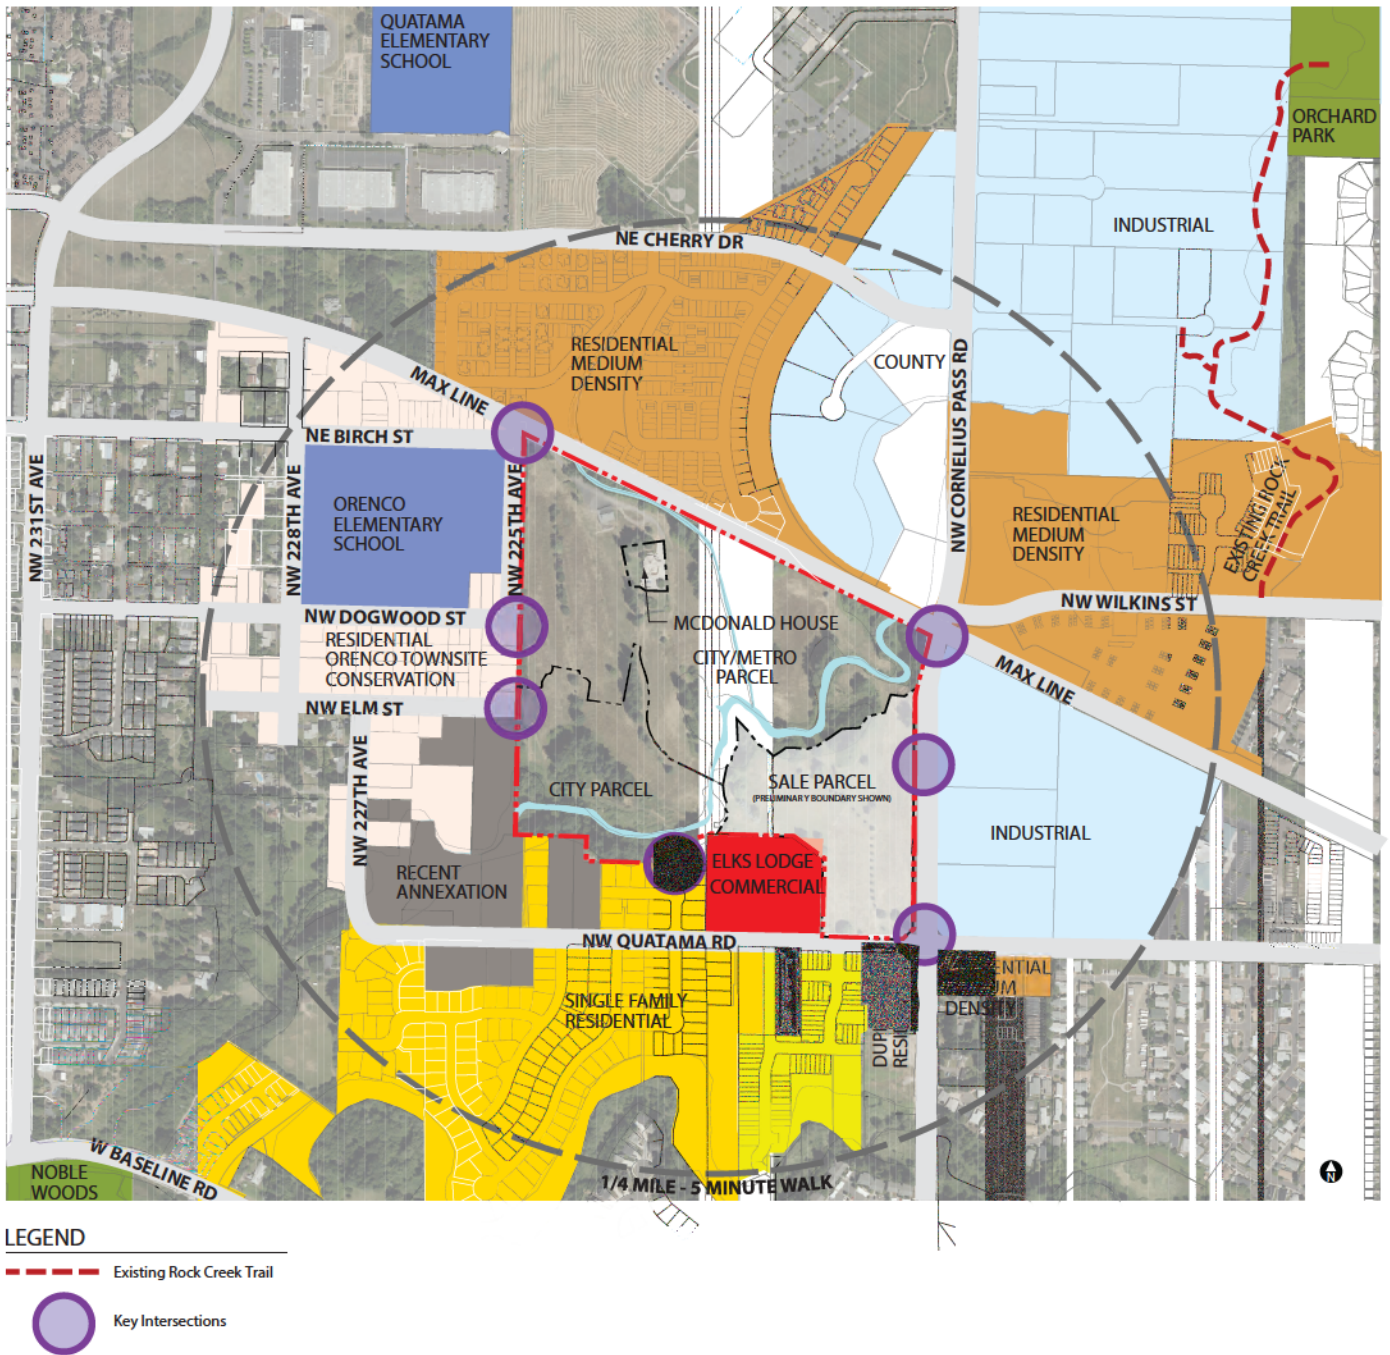 QUATAMA
ELEMENTARY
SCHOOL
ORCHARD
PARK
INDUSTRIAL
NE CHERRY DR
RESIDENTIAL
MEDIUM
DENSITY
COUNTY
MAX LINE
NW CORNELIUS PASS RD
NE BIRCH ST
NW 231ST AVE
NW 228TH AVE
NW 225TH AVE
ORENCO
ELEMENTARY
SCHOOL
RESIDENTIAL
MEDIUM
DENSITY
EXISTING ROCK
CREEK TRAIL
NW WILKINS ST
NW DOGWOOD ST
MCDONALD HOUSE
RESIDENTIAL
ORENCO TOWNSITE
CONSERVATION
CITY/METRO
PARCEL
MAX LINE
NW ELM ST
NW 227TH AVE
CITY PARCEL
SALE PARCEL
(PRELIMINARY BOUNDARY SHOWN)
INDUSTRIAL
RECENT
ANNEXATION
ELKS LODGE
COMMERCIAL
NW QUATAMA RD
SINGLE FAMILY
RESIDENTIAL
DUP
RESI
ENTIAL
UM
DENSITY
W BASELINE RD
NOBLE
WOODS
1/4 MILE - 5 MINUTE WALK
N
LEGEND
Existing Rock Creek Trail
Key Intersections